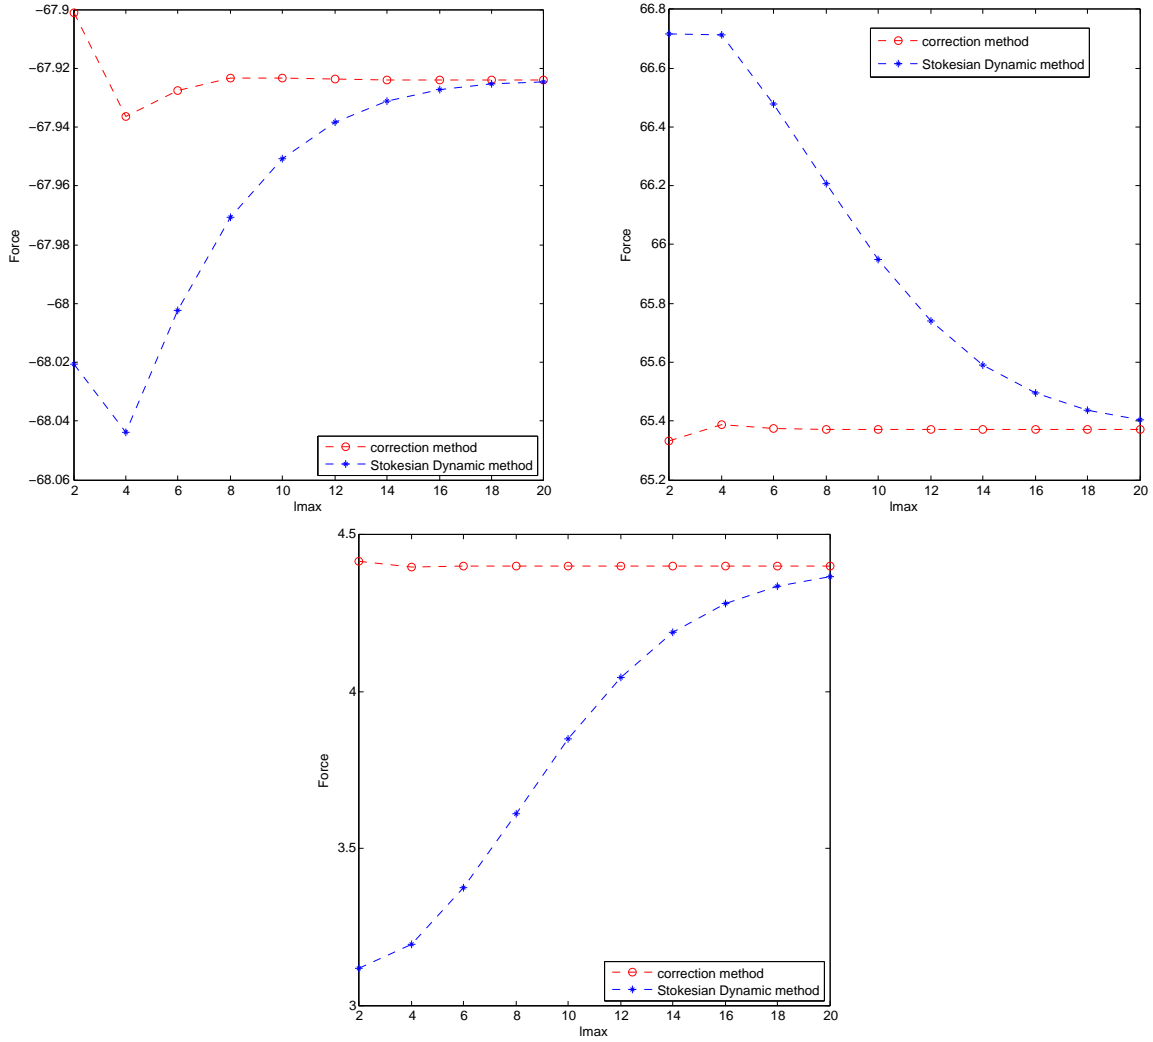 −67.9
−67.92
−67.94
−67.96
−67.98
−68
−68.02
−68.04
−68.06
Force
2 4 6 8 10 12 14 16 18 20
lmax
correction method
Stokesian Dynamic method
66.8
66.6
66.4
66.2
66
65.8
65.6
65.4
65.2
Force
2 4 6 8 10 12 14 16 18 20
lmax
correction method
Stokesian Dynamic method
4.5
4
3.5
3
Force
2 4 6 8 10 12 14 16 18 20
lmax
correction method
Stokesian Dynamic method